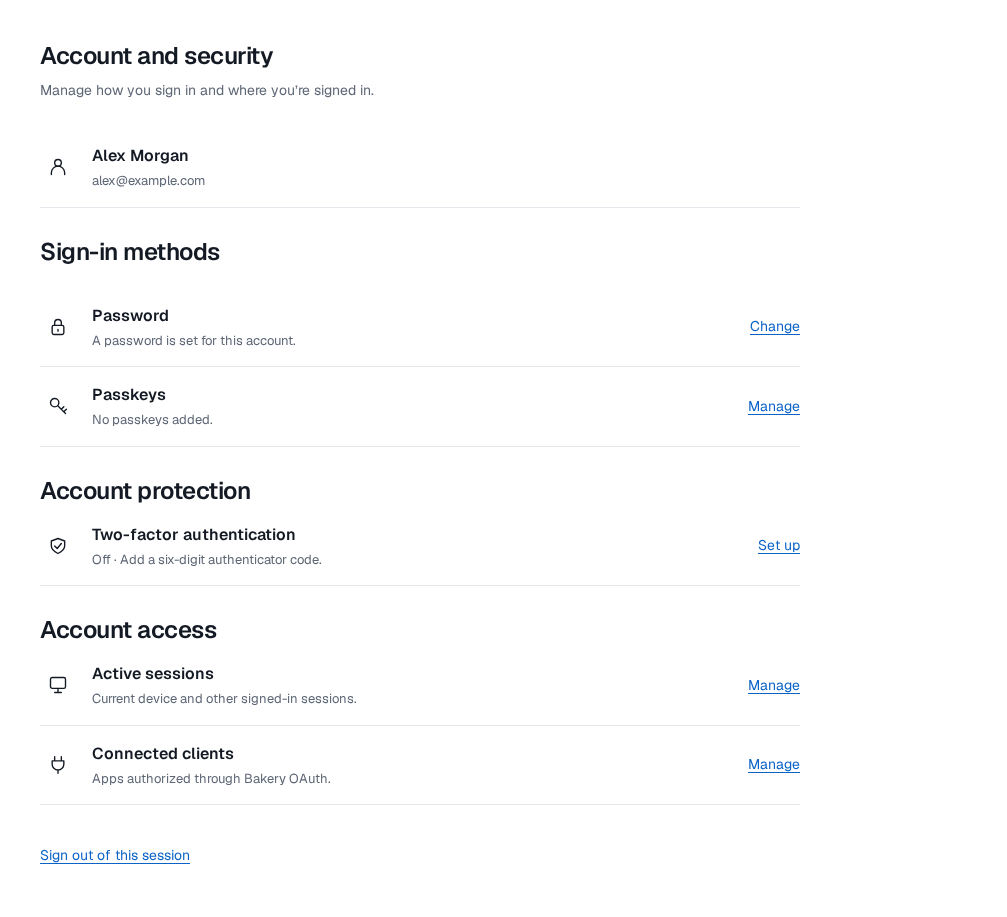 Account and security
Manage how you sign in and where you're signed in.
Alex Morgan
alex@example.com
Sign-in methods
Password
A password is set for this account.
Change
Passkeys
No passkeys added.
Manage
Account protection
Two-factor authentication
Off · Add a six-digit authenticator code.
Set up
Account access
Active sessions
Current device and other signed-in sessions.
Manage
Connected clients
Apps authorized through Bakery OAuth.
Manage
Sign out of this session